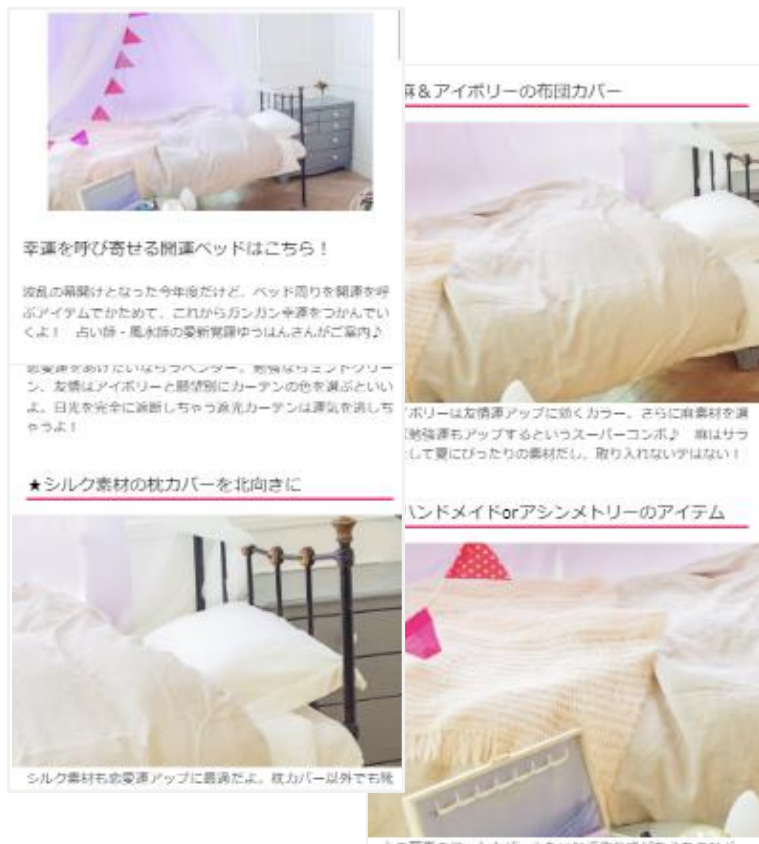 幸運を呼び寄せる開運ベッドはこちら！
波乱の幕開けとなった今年度だけど、ベッド周りを開運を呼
ぶアイテムでかためて、これからガンガン幸運をつかんでい
くよ！ 占い師・風水師の愛新覚羅ゆうはんさんがご案内♪
恋愛運をあげたいならラベンダー。勉強ならミントグリー
ン、友情はアイボリーと願望別にカーテンの色を選ぶといい
よ。日光を完全に遮断しちゃう遮光カーテンは運気を逃しち
ゃうよ！
★シルク素材の枕カバーを北向きに
シルク素材も恋愛運アップに最適だよ。枕カバー以外でも残
麻＆アイボリーの布団カバー
イボリーは友情運アップに効くカラー。さらに麻素材を選
勉強運もアップするというスーパーコンボ♪ 麻はサラ
して夏にぴったりの素材だし、取り入れないテはない！
ハンドメイドorアシンメトリーのアイテム